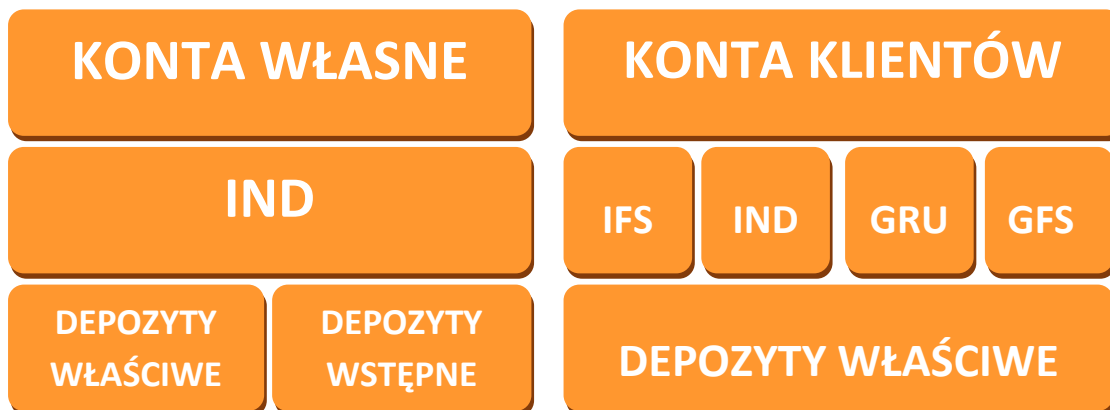 KONTA WŁASNE
IND
DEPOZYTY
WŁAŚCIWE
DEPOZYTY
WSTĘPNE
KONTA KLIENTÓW
IFS
IND
GRU
GFS
DEPOZYTY WŁAŚCIWE